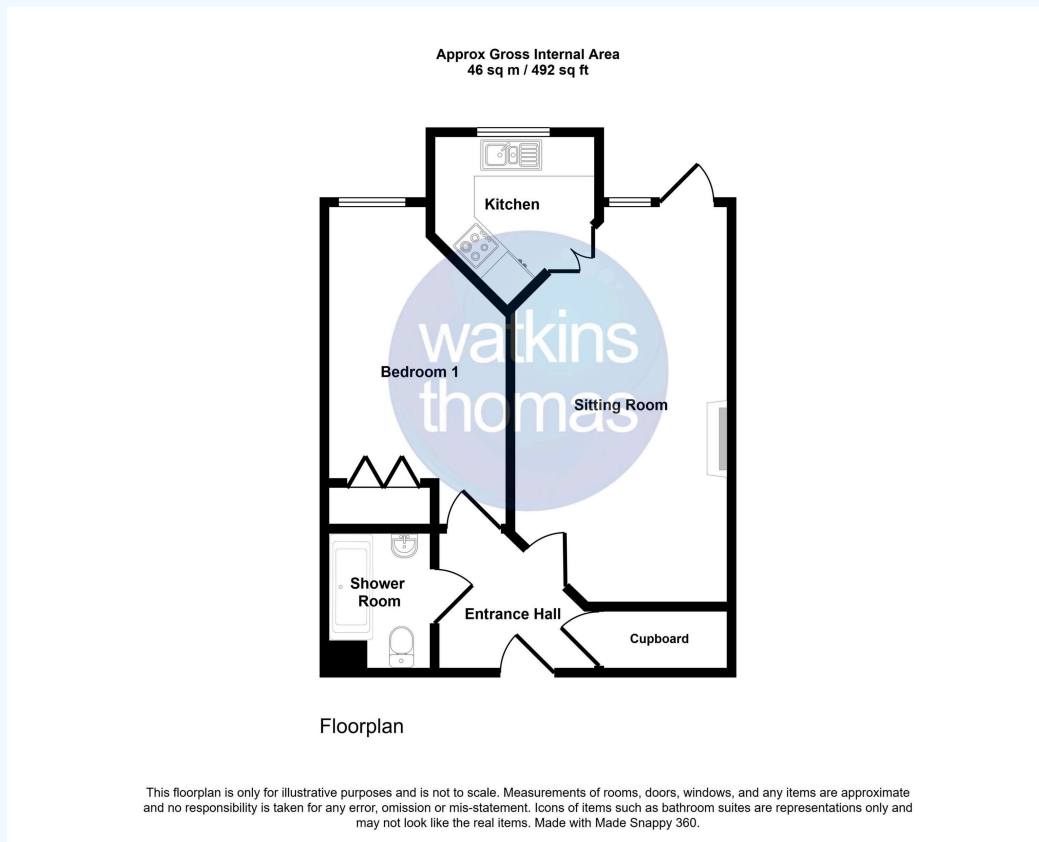 Approx Gross Internal Area
46 sq m / 492 sq ft
Kitchen
watkins
thomas
Bedroom 1
Sitting Room
Shower
Room
Entrance Hall
Cupboard
Floorplan
This floorplan is only for illustrative purposes and is not to scale. Measurements of rooms, doors, windows, and any items are approximate
and no responsibility is taken for any error, omission or mis-statement. Icons of items such as bathroom suites are representations only and
may not look like the real items. Made with Made Snappy 360.